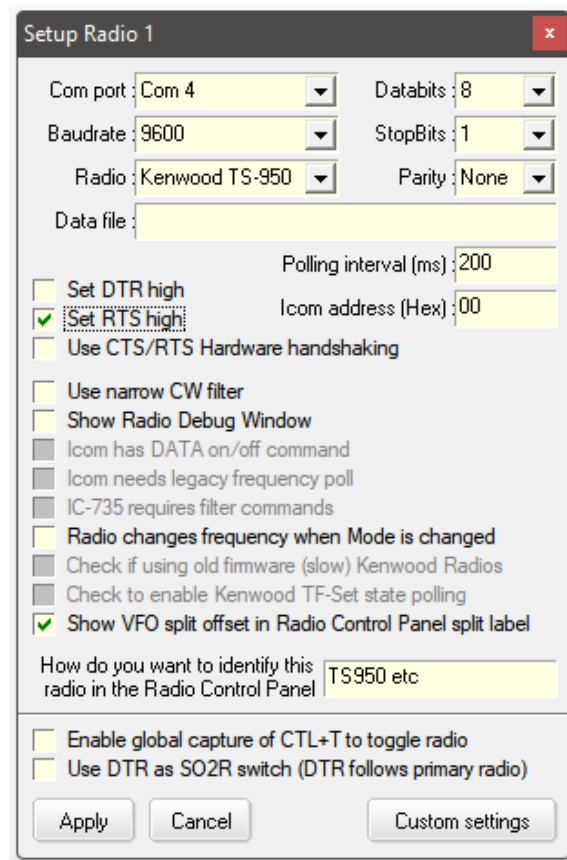 Setup Radio 1 x
Com port : Com 4 Databits : 8
Baudrate : 9600 StopBits : 1
Radio : Kenwood TS-950 Parity : None
Data file :
Polling interval (ms) : 200
Set DTR high
Icom address (Hex) : 00
Set RTS high
Use CTS/RTS Hardware handshaking
Use narrow CW filter
Show Radio Debug Window
Icom has DATA on/off command
Icom needs legacy frequency poll
IC-735 requires filter commands
Radio changes frequency when Mode is changed
Check if using old firmware (slow) Kenwood Radios
Check to enable Kenwood TF-Set state polling
Show VFO split offset in Radio Control Panel split label
How do you want to identify this
radio in the Radio Control Panel
TS950 etc
Enable global capture of CTL+T to toggle radio
Use DTR as SO2R switch (DTR follows primary radio)
Apply Cancel Custom settings